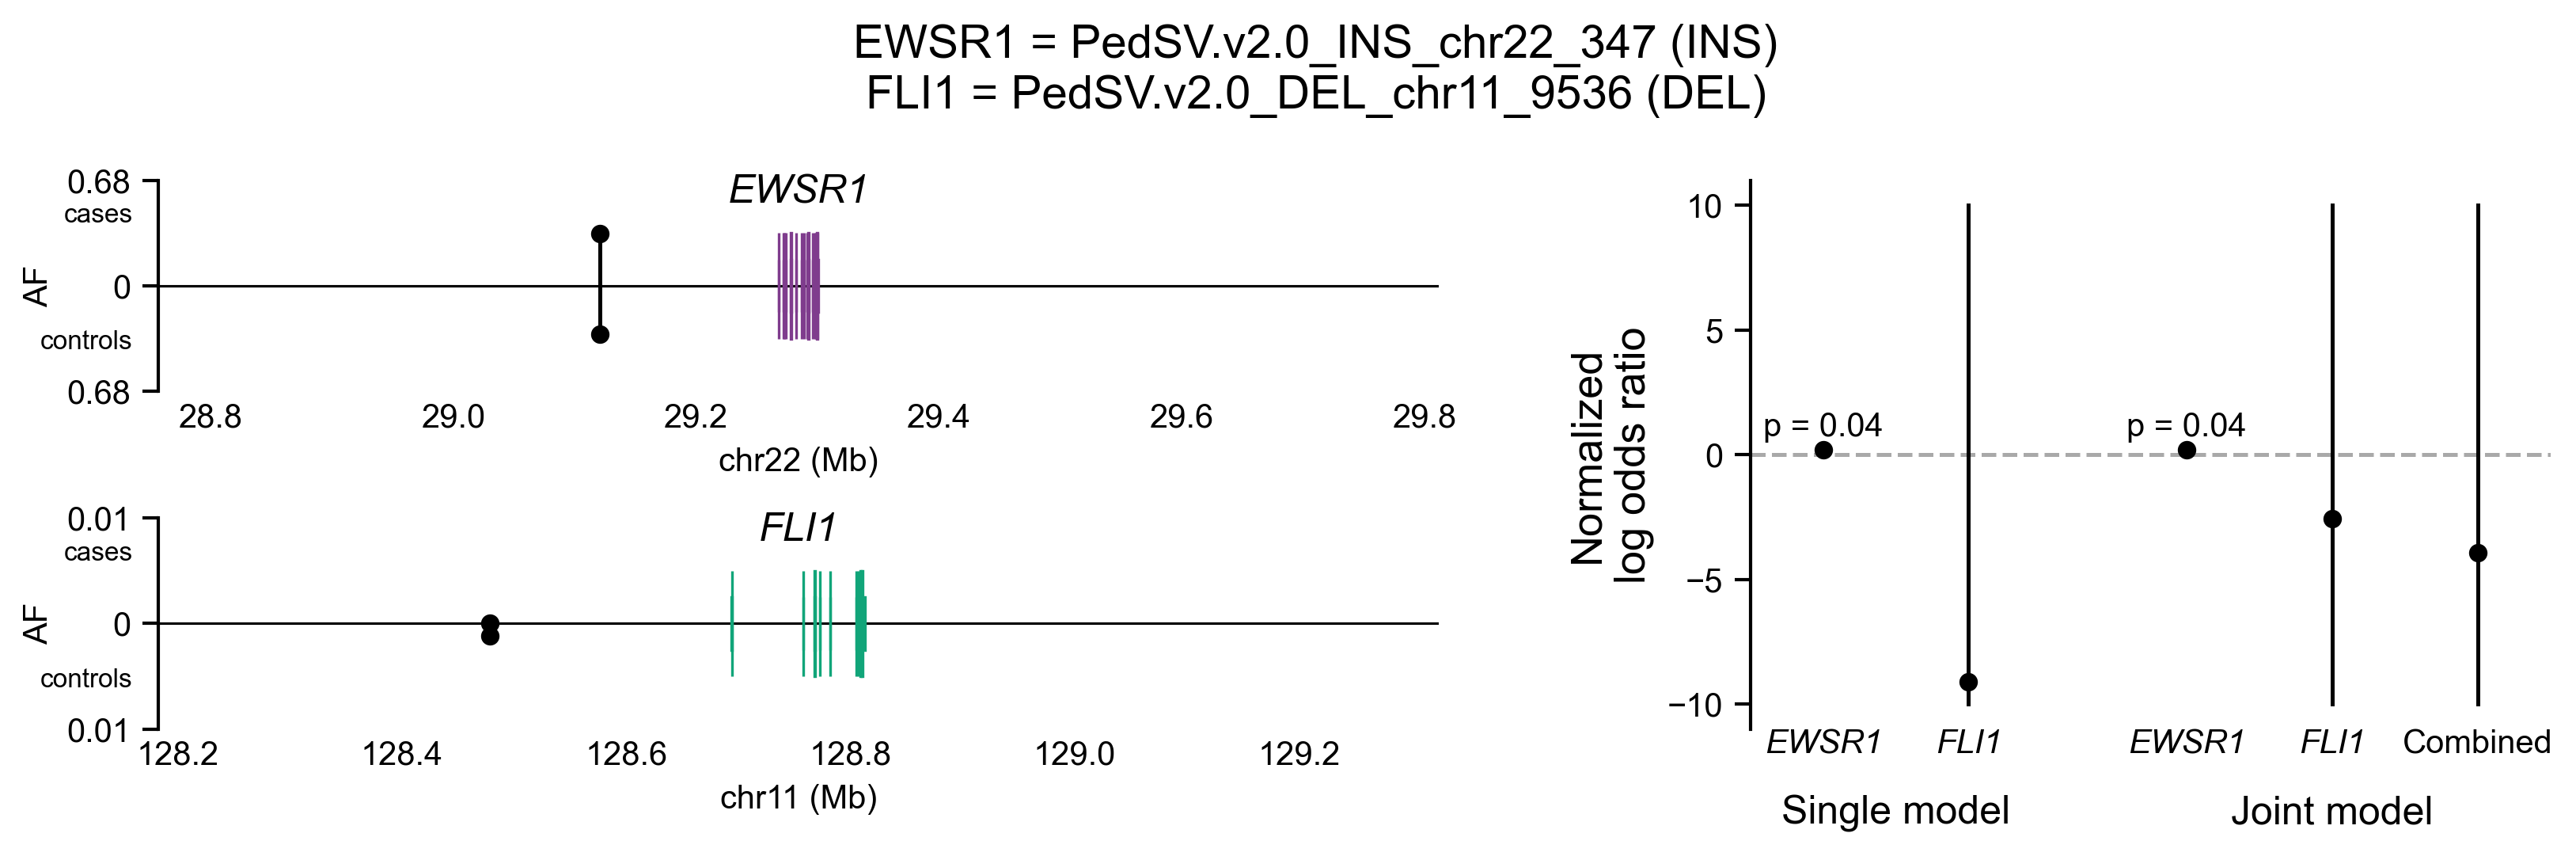 EWSR1 = PedSV.v2.0_INS_chr22_347 (INS)
FLI1 = PedSV.v2.0_DEL_chr11_9536 (DEL)
0.68
cases
AF
0
controls
0.68
EWSR1
28.8 29.0 29.2 29.4 29.6 29.8
chr22 (Mb)
0.01
cases
AF
0
controls
0.01
FLI1
128.2 128.4 128.6 128.8 129.0 129.2
chr11 (Mb)
Normalized
log odds ratio
10
5
0
−5
−10
p = 0.04 p = 0.04
EWSR1 FLI1 EWSR1 FLI1 Combined
Single model Joint model